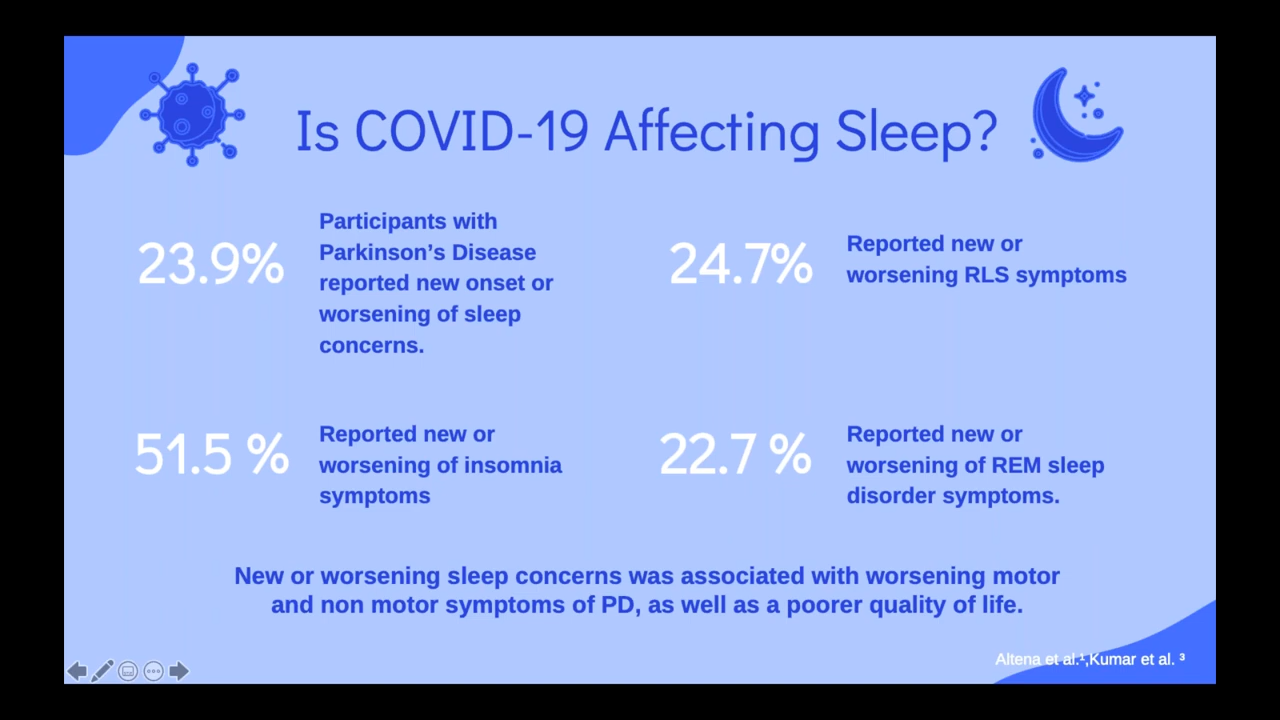 Is COVID-19 Affecting Sleep?
23.9%
Participants with
Parkinson’s Disease
reported new onset or
worsening of sleep
concerns.
24.7%
Reported new or
worsening RLS symptoms
51.5 %
Reported new or
worsening of insomnia
symptoms
22.7 %
Reported new or
worsening of REM sleep
disorder symptoms.
New or worsening sleep concerns was associated with worsening motor
and non motor symptoms of PD, as well as a poorer quality of life.
Altena et al.¹,Kumar et al. ³